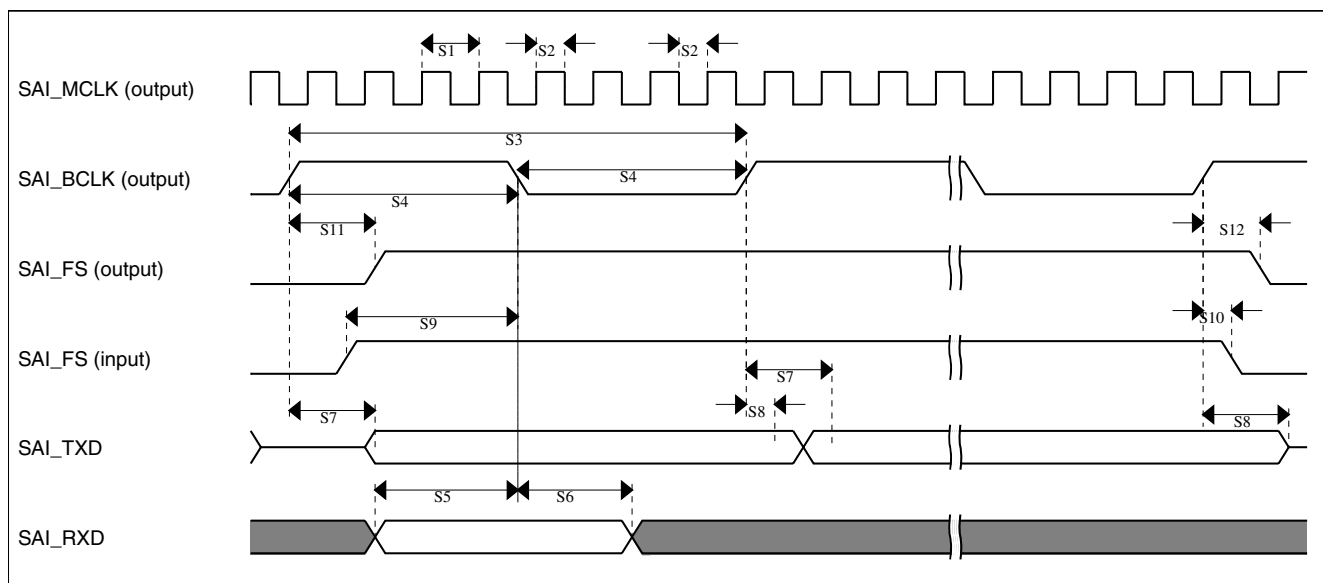 S1
S2
S2
SAI_MCLK (output)
S3
SAI_BCLK (output)
S4
S4
S11
S12
SAI_FS (output)
S9
S10
SAI_FS (input)
S7
S7
S8
S8
SAI_TXD
S5
S6
SAI_RXD